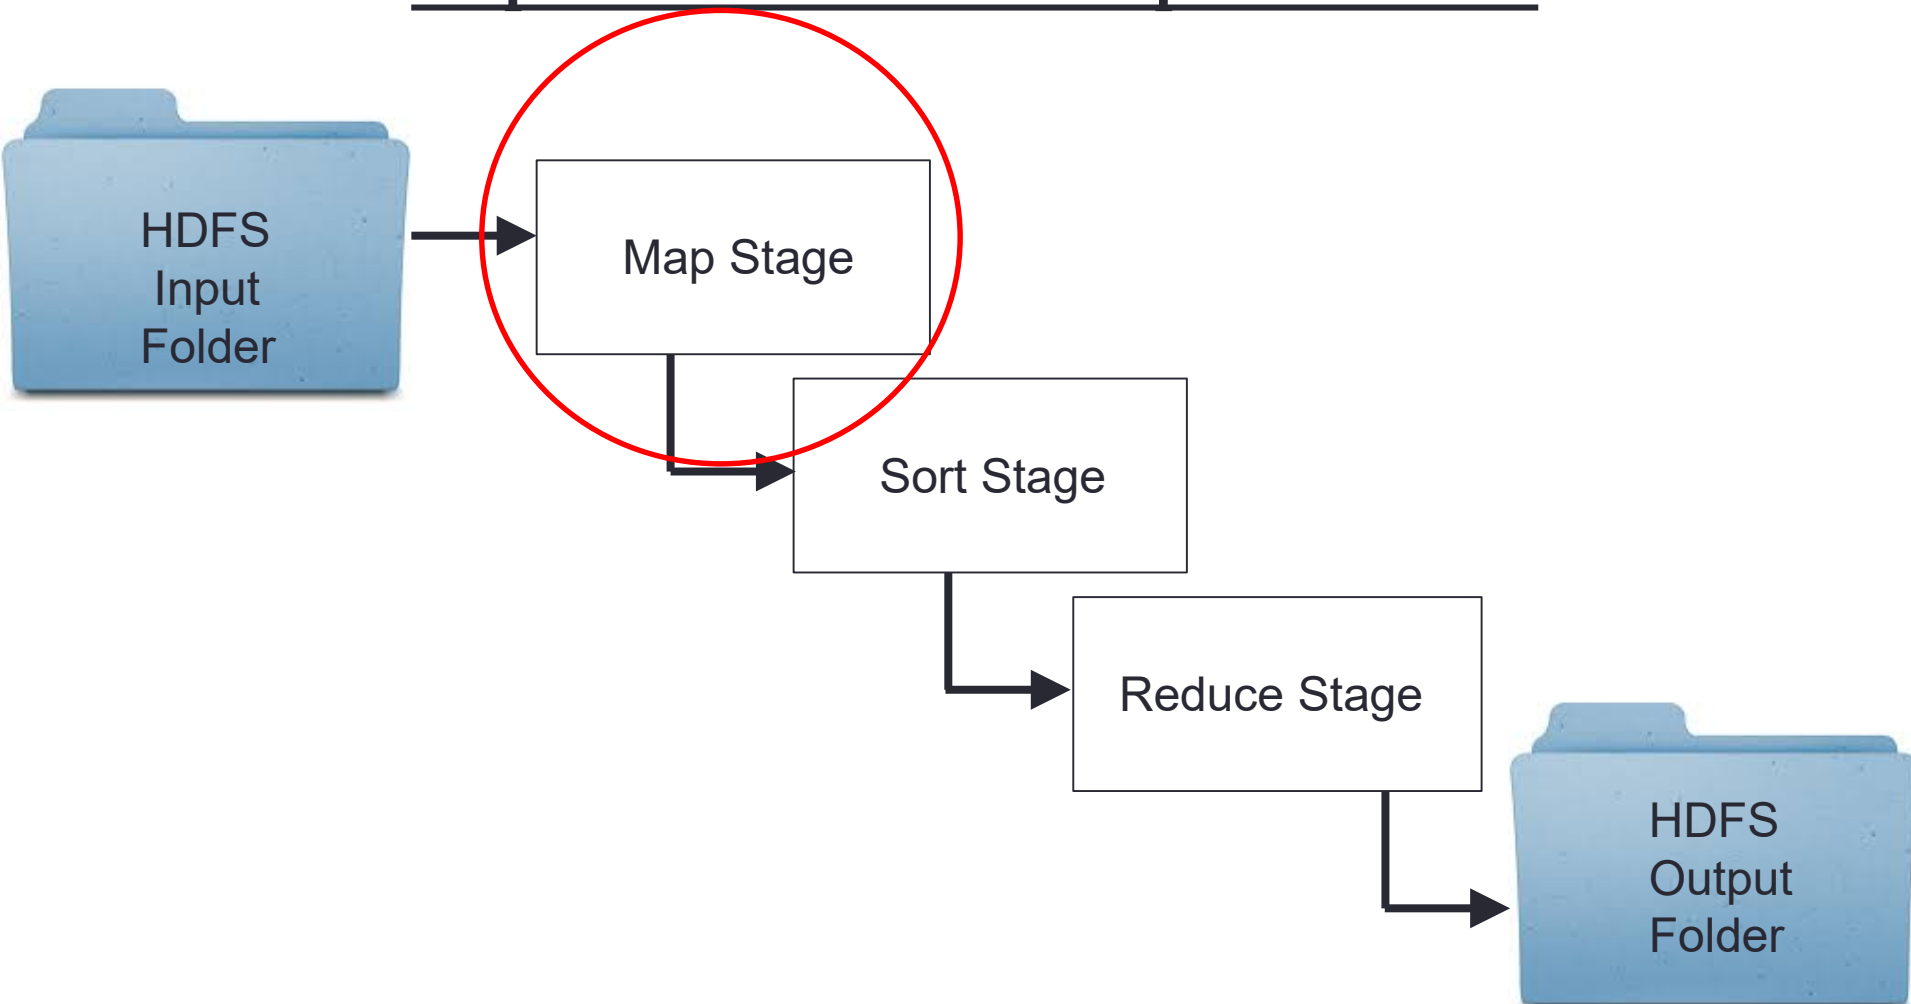 HDFS
Input
Folder
Map Stage
Sort Stage
Reduce Stage
HDFS
Output
Folder